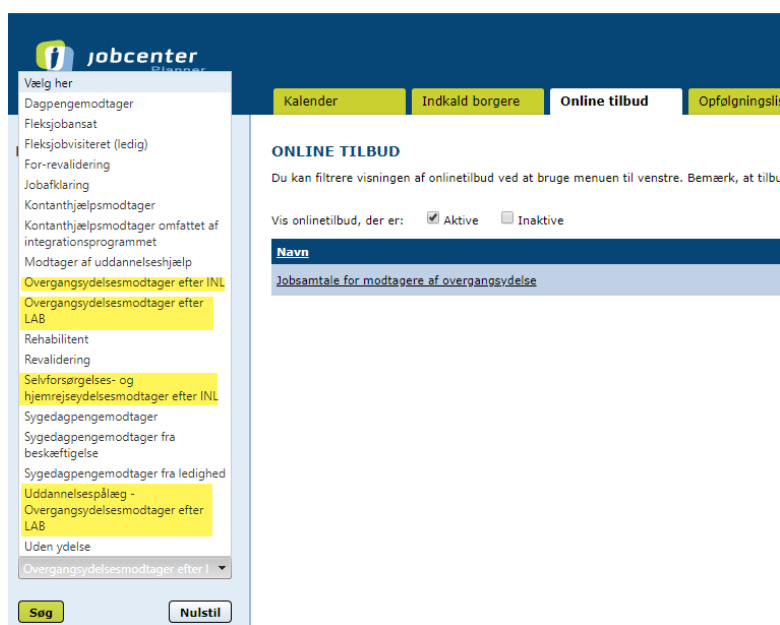 jobcenter
Planner
Vælg her
Dagpengemodtager
Fleksjobansat
Fleksjobvisiteret (ledig)
For-revalidering
Jobafklaring
Kontanthjælpsmodtager
Kontanthjælpsmodtager omfattet af
integrationsprogrammet
Modtager af uddannelseshjælp
Overgangsydelsesmodtager efter INL
Overgangsydelsesmodtager efter
LAB
Rehabilitent
Revalidering
Selvforsørgelses- og
hjemrejseydelsesmodtager efter INL
Sygedagpengemodtager
Sygedagpengemodtager fra
beskæftigelse
Sygedagpengemodtager fra ledighed
Uddannelsespålæg -
Overgangsydelsesmodtager efter
LAB
Uden ydelse
Overgangsydelsesmodtager efter I
Søg
Nulstil
Kalender
Indkald borgere
Online tilbud
Opfølgningsli
ONLINE TILBUD
Du kan filtrere visningen af onlinetilbud ved at bruge menuen til venstre. Bemærk, at tilbu
Vis onlinetilbud, der er: Aktive Inaktive
Navn
Jobsamtale for modtagere af overgangsydelse